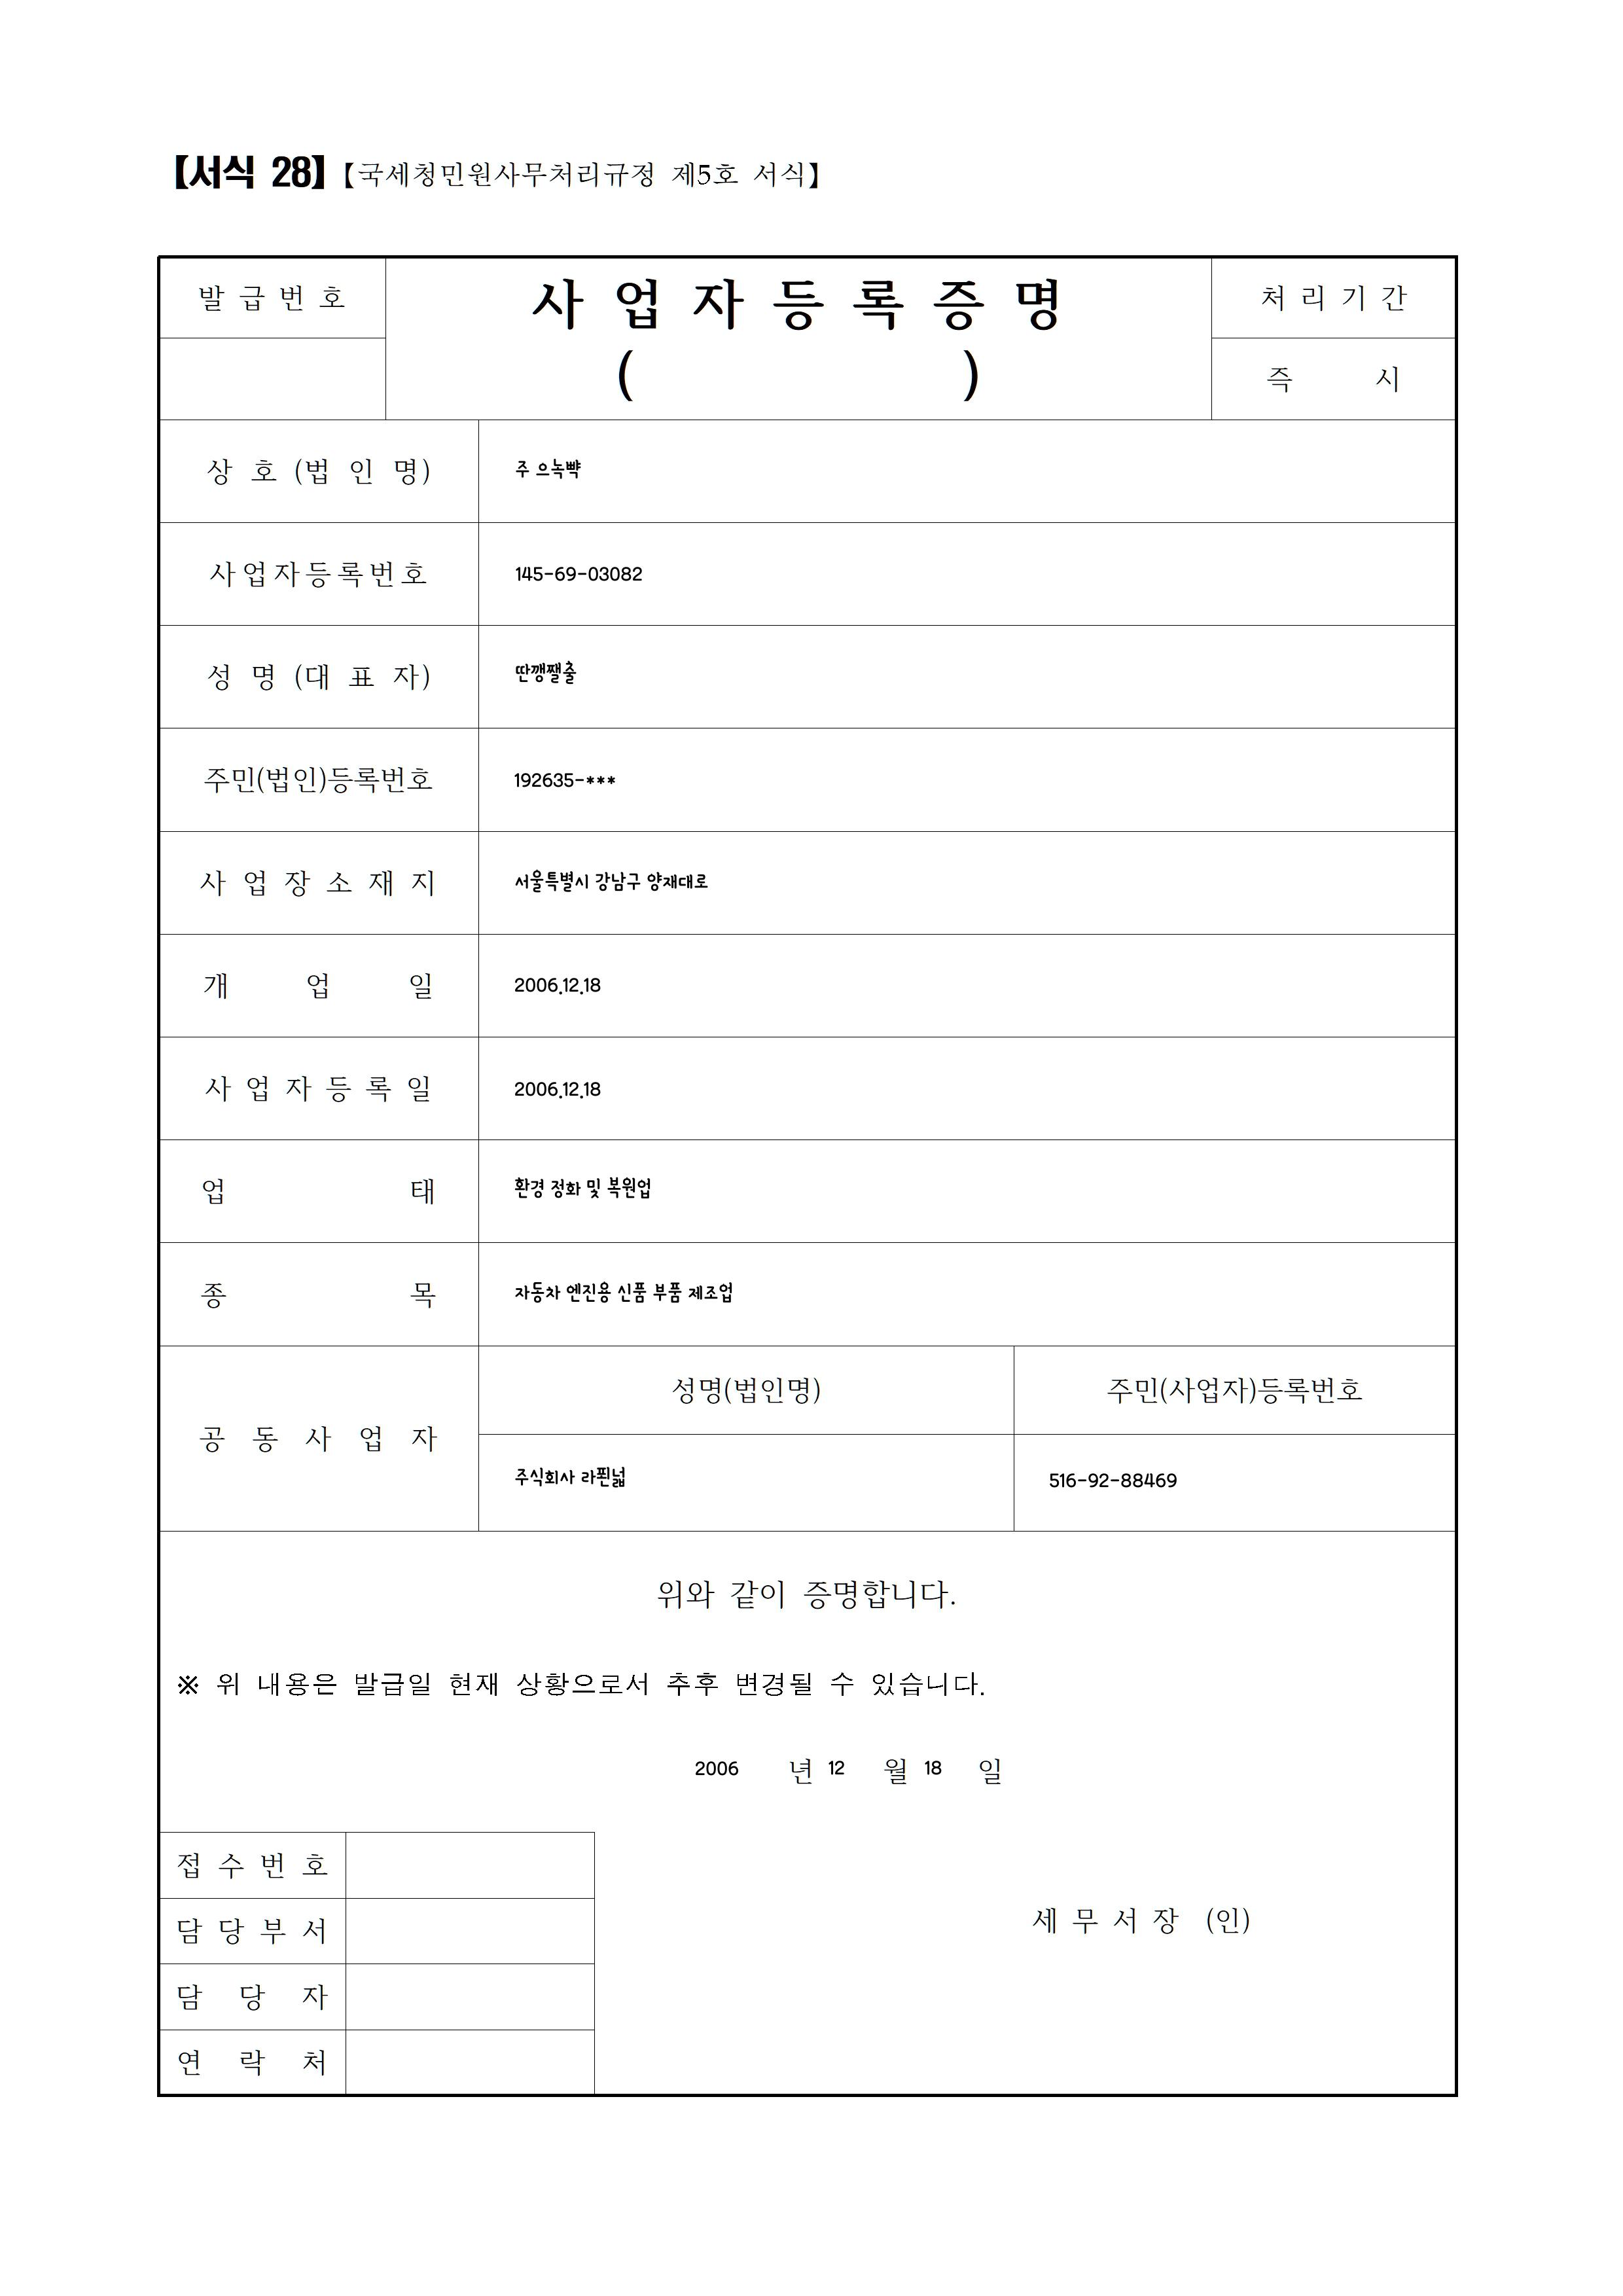 【서식 28】【국세청민원사무처리규정 제5호 서식】
발 급 번 호
사 업 자 등 록 증 명
( )
처 리 기 간
즉 시
상 호 (법 인 명) 주 으녹뺙
사업자등록번호 145-69-03082
성 명 (대 표 자) 딴깽쨀출
주민(법인)등록번호 192635-***
사 업 장 소 재 지 서울특별시 강남구 양재대로
개 업 일 2006.12.18
사 업 자 등 록 일 2006.12.18
업 태 환경 정화 및 복원업
종 목 자동차 엔진용 신품 부품 제조업
공 동 사 업 자
성명(법인명) 주민(사업자)등록번호
주식회사 라푄넓 516-92-88469
위와 같이 증명합니다.
※ 위 내용은 발급일 현재 상황으로서 추후 변경될 수 있습니다.
2006 년 12 월 18 일
접 수 번 호
담 당 부 서
세 무 서 장 (인)
담 당 자
연 락 처